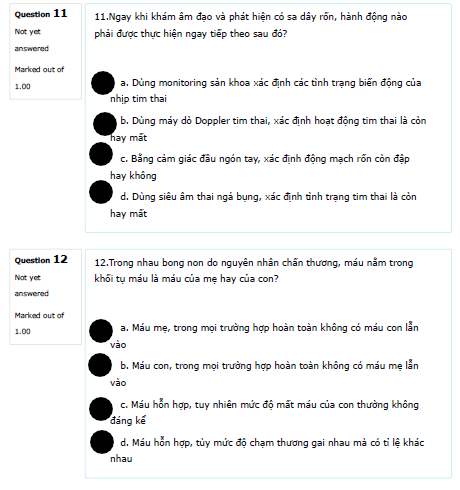 Question 11
Not yet
answered
Marked out of
1.00
11.Ngay khi khám âm đạo và phát hiện có sa dây rốn, hành động nào
phải được thực hiện ngay tiếp theo sau đó?
a. Dùng monitoring sản khoa xác định các tình trạng biến động của
nhịp tim thai
b. Dùng máy dò Doppler tim thai, xác định hoạt động tim thai là còn
hay mất
c. Bằng cảm giác đầu ngón tay, xác định động mạch rốn còn đập
hay không
d. Dùng siêu âm thai ngả bụng, xác định tình trạng tim thai là còn
hay mất
Question 12
Not yet
answered
Marked out of
1.00
12.Trong nhau bong non do nguyên nhân chấn thương, máu nằm trong
khối tụ máu là máu của mẹ hay của con?
a. Máu mẹ, trong mọi trường hợp hoàn toàn không có máu con lẫn
vào
b. Máu con, trong mọi trường hợp hoàn toàn không có máu mẹ lẫn
vào
c. Máu hỗn hợp, tuy nhiên mức độ mất máu của con thường không
đáng kể
d. Máu hỗn hợp, tùy mức độ chạm thương gai nhau mà có tỉ lệ khác
nhau